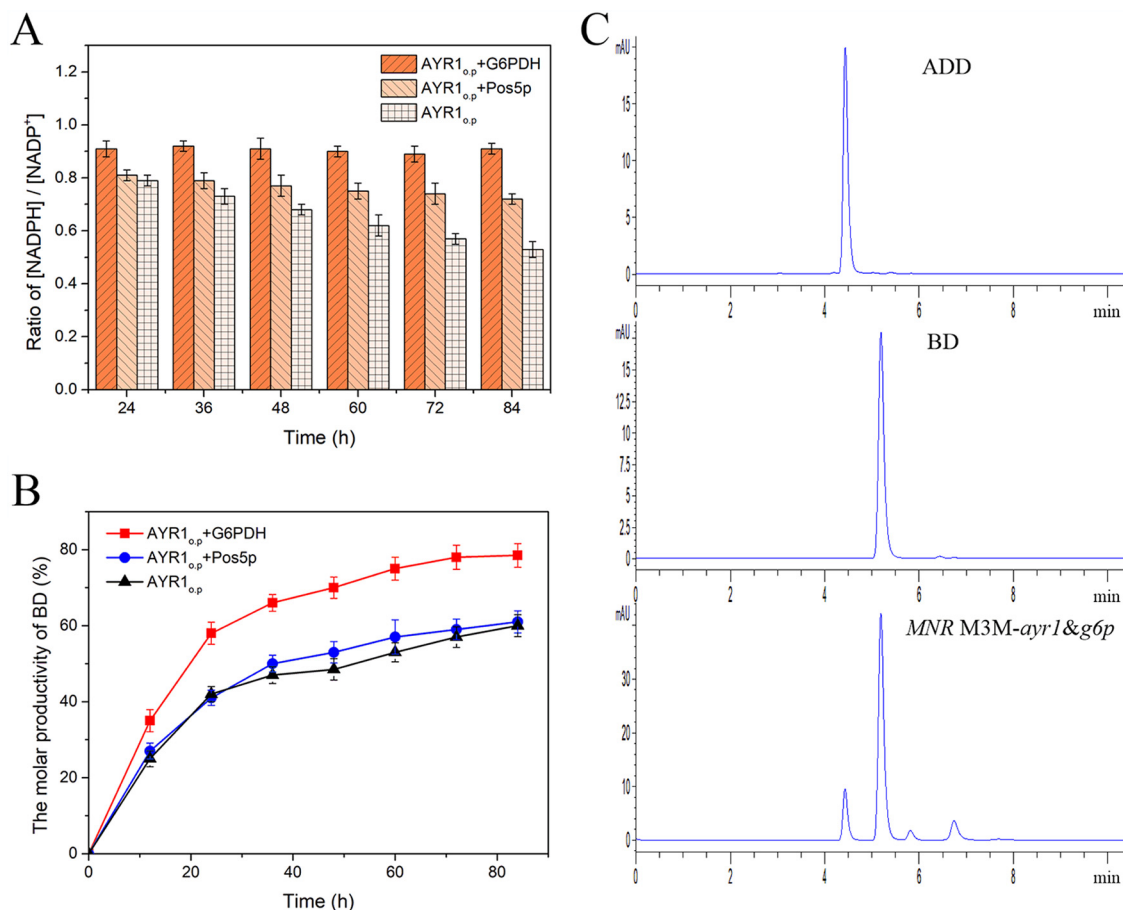 A
Ratio of [NADPH] / [NADP⁺]
1.2
1.0
0.8
0.6
0.4
0.2
0.0
AYR1o.p+G6PDH
AYR1o.p+Pos5p
AYR1o.p
24 36 48 60 72 84
Time (h)
B
The molar productivity of BD (%)
80
60
40
20
0
AYR1o.p+G6PDH
AYR1o.p+Pos5p
AYR1o.p
0 20 40 60 80
Time (h)
C
mAU
ADD
15
10
5
0
0 2 4 6 8 min
mAU
BD
17.5
15
12.5
10
7.5
5
2.5
0
0 2 4 6 8 min
mAU
MNR M3M-ayr1&g6p
30
20
10
0
0 2 4 6 8 min